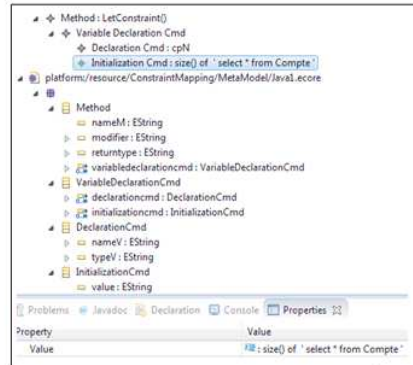 Method : LetConstraint()
Variable Declaration Cmd
Declaration Cmd : cpN
Initialization Cmd : size() of ' select * from Compte '
platform:/resource/ConstraintMapping/MetaModel/Java1.ecore
Method
nameM : EString
modifier : EString
returntype : EString
variabledeclarationcmd : VariableDeclarationCmd
VariableDeclarationCmd
declarationcmd : DeclarationCmd
initializationcmd : InitializationCmd
DeclarationCmd
nameV : EString
typeV : EString
InitializationCmd
value : EString
Problems Javadoc Declaration Console Properties
Property Value
Value : size() of ' select * from Compte '